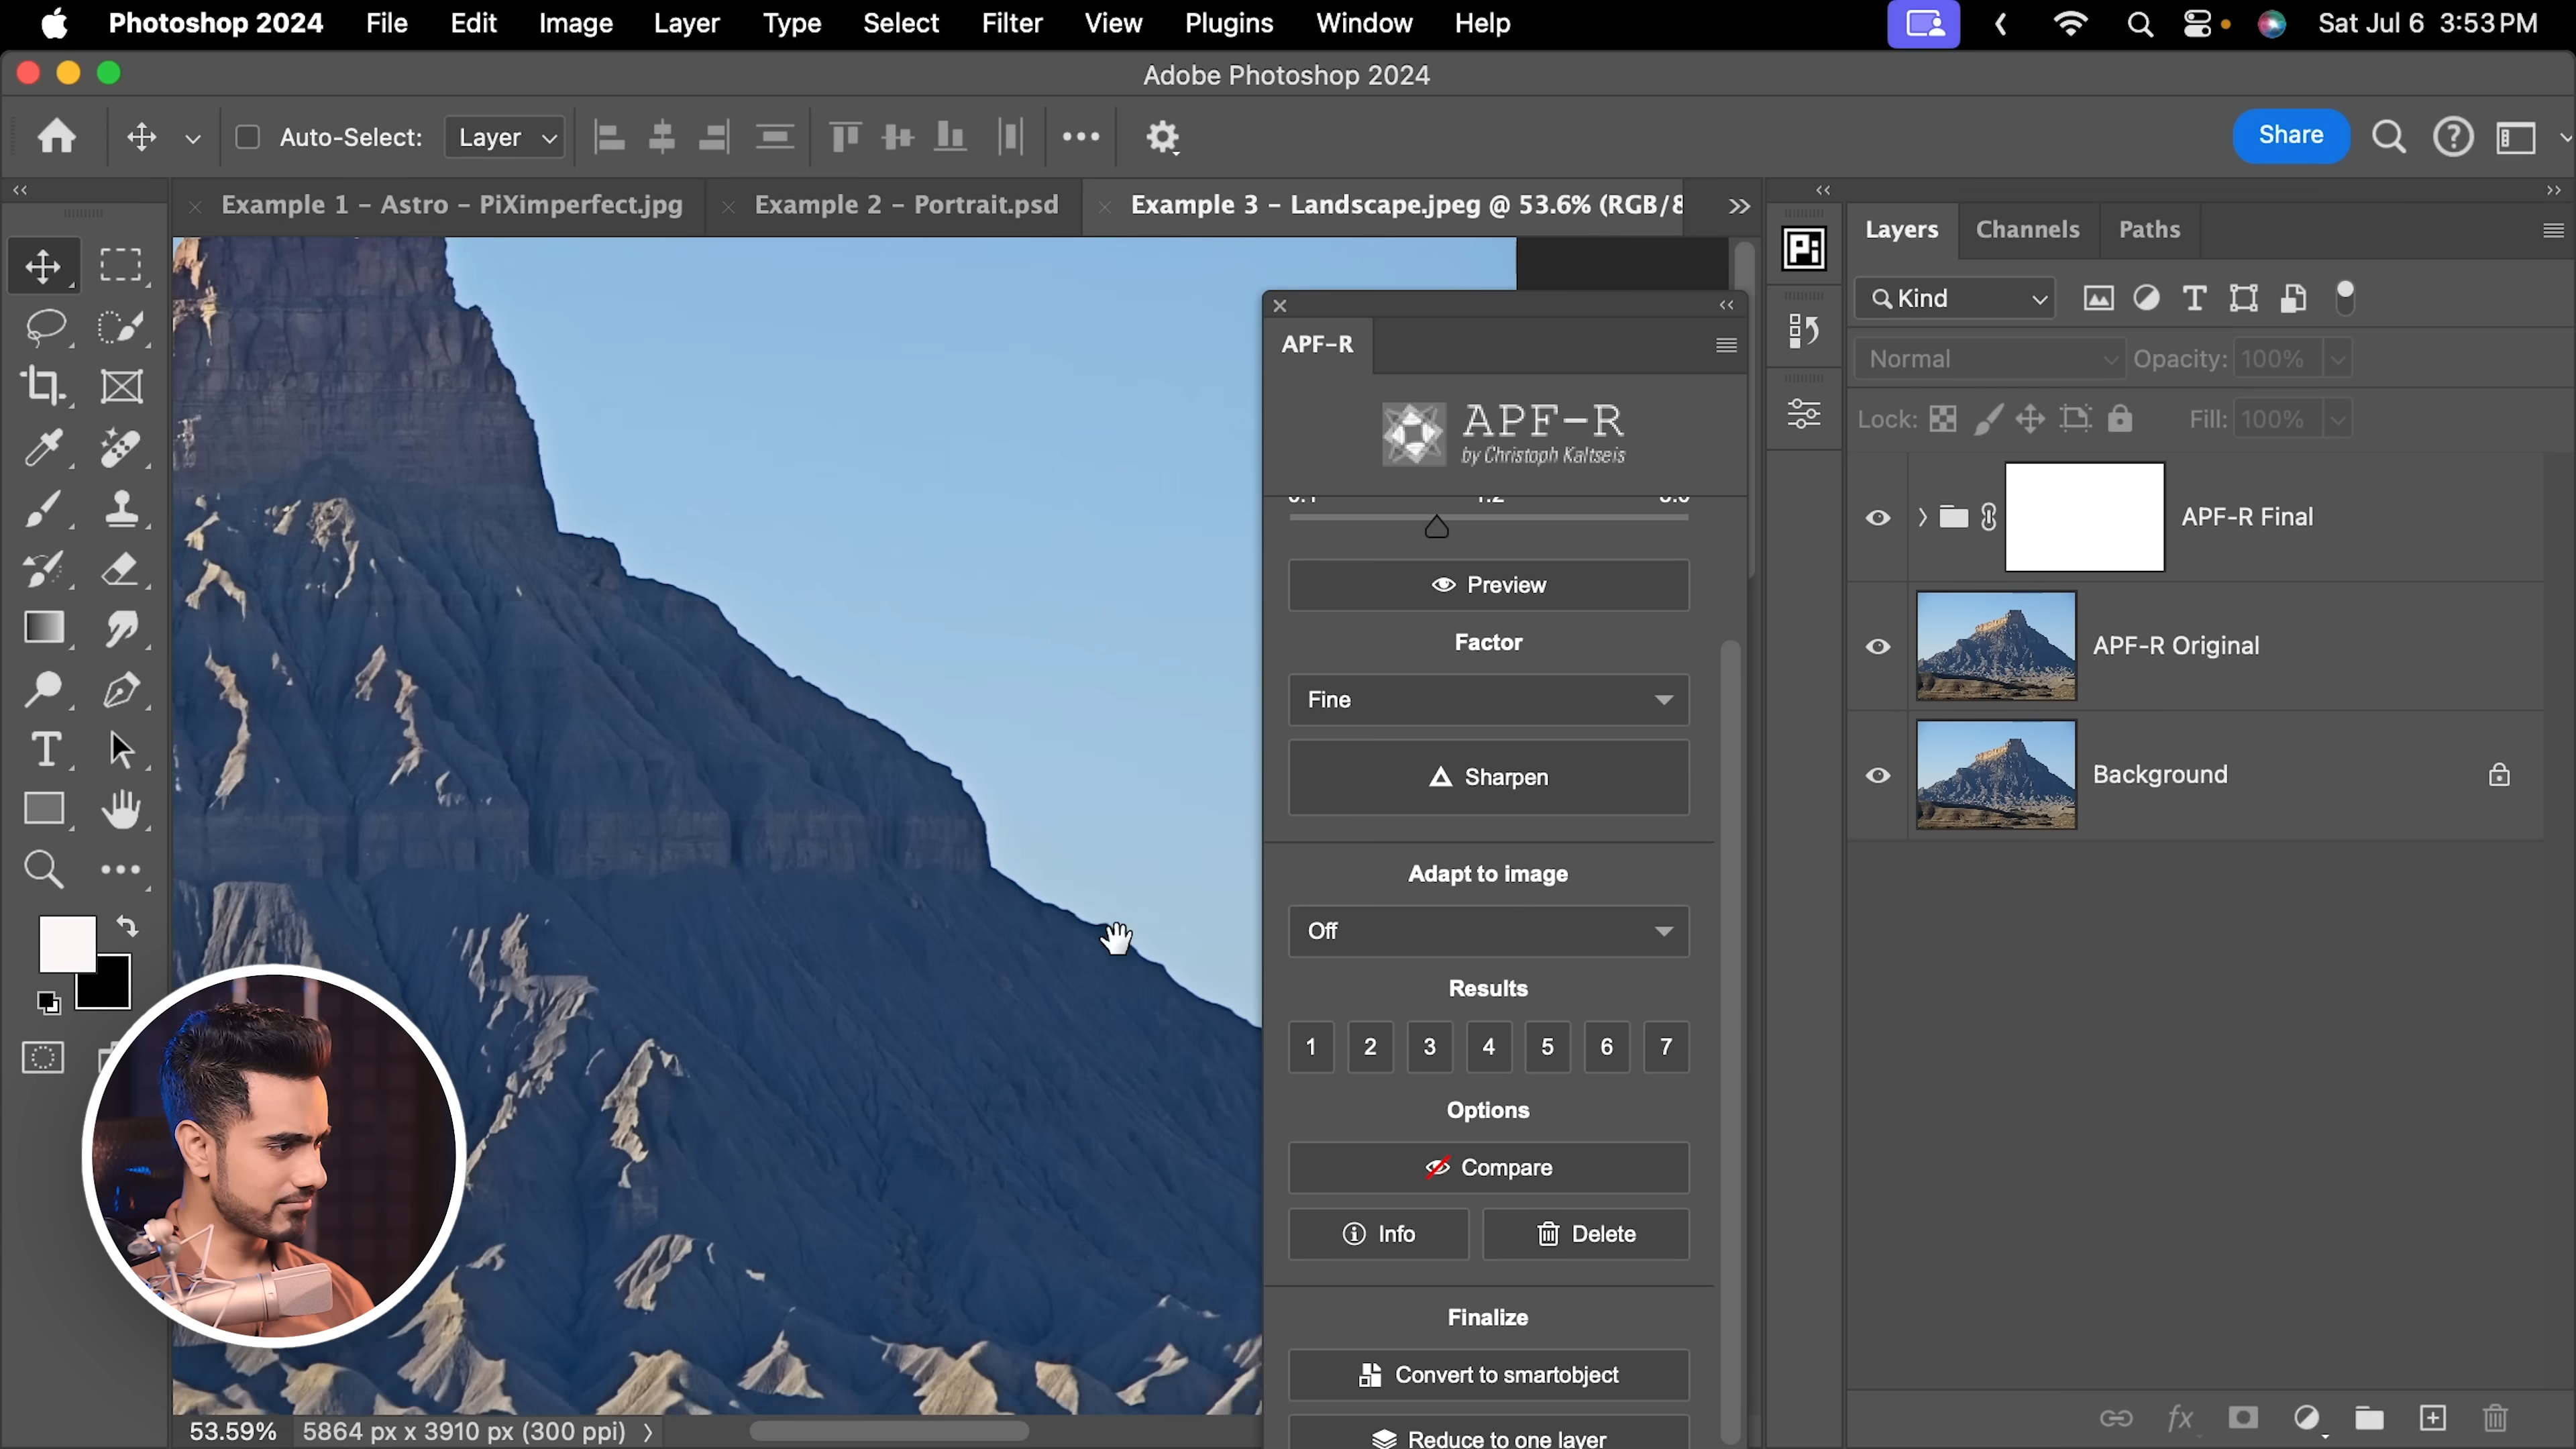 Photoshop 2024 File Edit Image Layer Type Select Filter View Plugins Window Help Sat Jul 6 3:53 PM
Adobe Photoshop 2024
Auto-Select: Layer Share
Example 1 - Astro - PiXimperfect.jpg Example 2 - Portrait.psd Example 3 - Landscape.jpeg @ 53.6% (RGB/8
Layers Channels Paths
Pi
Kind
Normal Opacity: 100%
Lock: Fill: 100%
APF-R Final
APF-R Original
Background
APF-R
APF-R
by Christoph Kaltseis
Preview
Factor
Fine
Sharpen
Adapt to image
Off
Results
1 2 3 4 5 6 7
Options
Compare
Info Delete
Finalize
Convert to smartobject
Reduce to one layer
53.59% 5864 px x 3910 px (300 ppi)